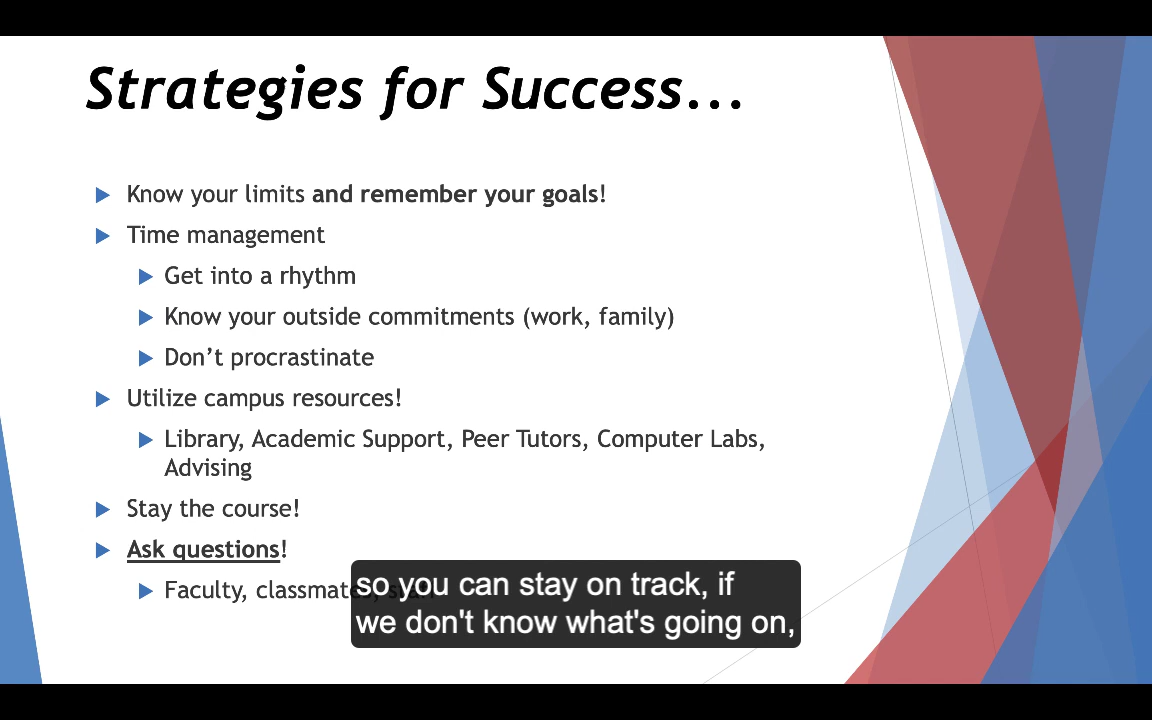 Strategies for Success...
Know your limits and remember your goals!
Time management
Get into a rhythm
Know your outside commitments (work, family)
Don’t procrastinate
Utilize campus resources!
Library, Academic Support, Peer Tutors, Computer Labs,
Advising
Stay the course!
Ask questions!
Faculty, classmates, staff
so you can stay on track, if
we don't know what's going on,